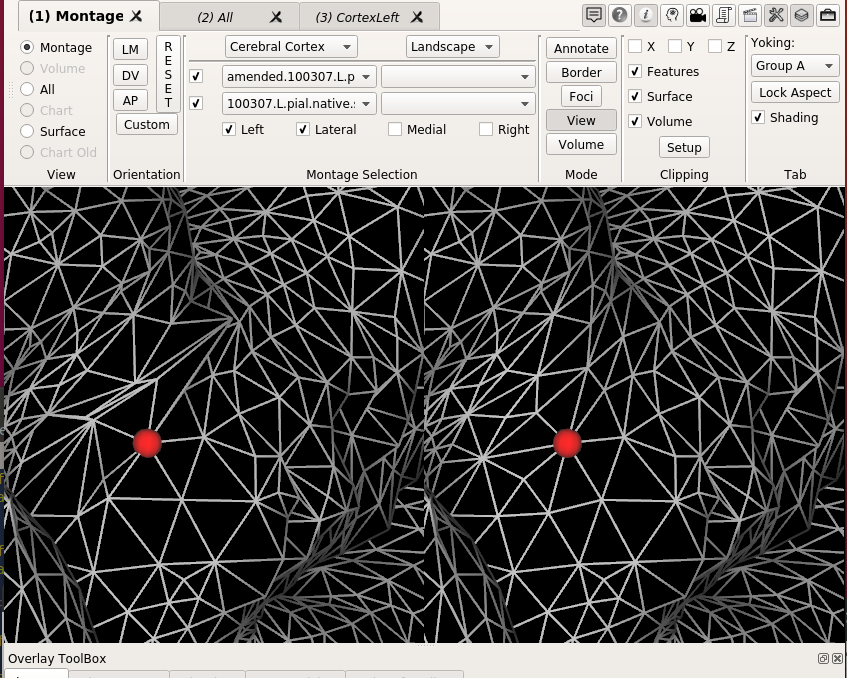 (1) Montage
(2) All
(3) CortexLeft
Montage
Volume
All
Chart
Surface
Chart Old
View
LM
DV
AP
Custom
RESET
Orientation
Cerebral Cortex
Landscape
amended.100307.L.p
100307.L.pial.native.
Left
Lateral
Medial
Right
Montage Selection
Annotate
Border
Foci
View
Volume
Mode
X
Y
Z
Features
Surface
Volume
Setup
Clipping
Yoking:
Group A
Lock Aspect
Shading
Tab
Overlay ToolBox